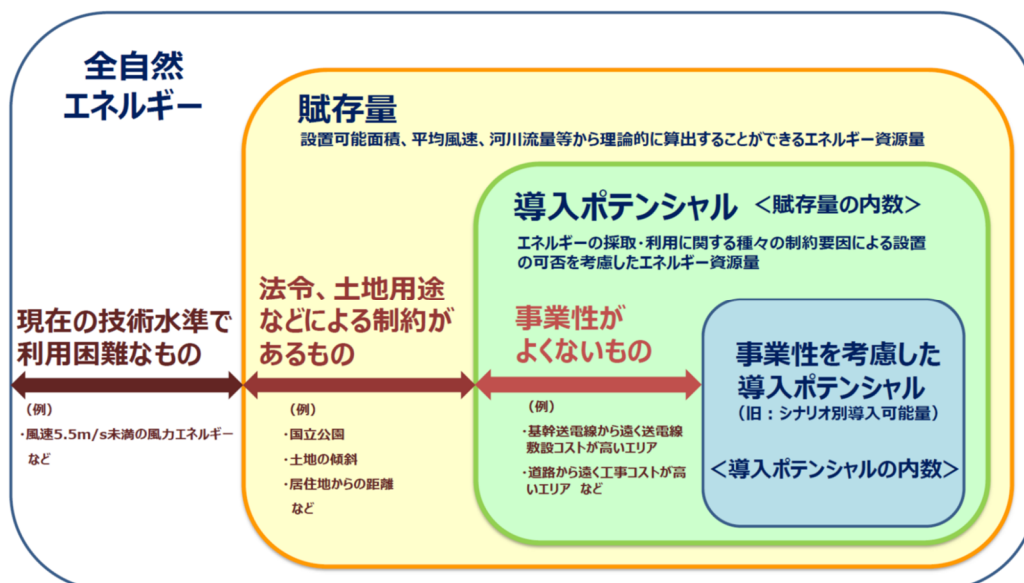 全自然
エネルギー
賦存量
設置可能面積、平均風速、河川流量等から理論的に算出することができるエネルギー資源量
導入ポテンシャル ＜賦存量の内数＞
エネルギーの採取・利用に関する種々の制約要因による設置
の可否を考慮したエネルギー資源量
現在の技術水準で
利用困難なもの
（例）
・風速5.5m/s未満の風力エネルギー
など
法令、土地用途
などによる制約が
あるもの
（例）
・国立公園
・土地の傾斜
・居住地からの距離
など
事業性が
よくないもの
（例）
・基幹送電線から遠く送電線
敷設コストが高いエリア
・道路から遠く工事コストが高
いエリア など
事業性を考慮した
導入ポテンシャル
（旧：シナリオ別導入可能量）
＜導入ポテンシャルの内数＞